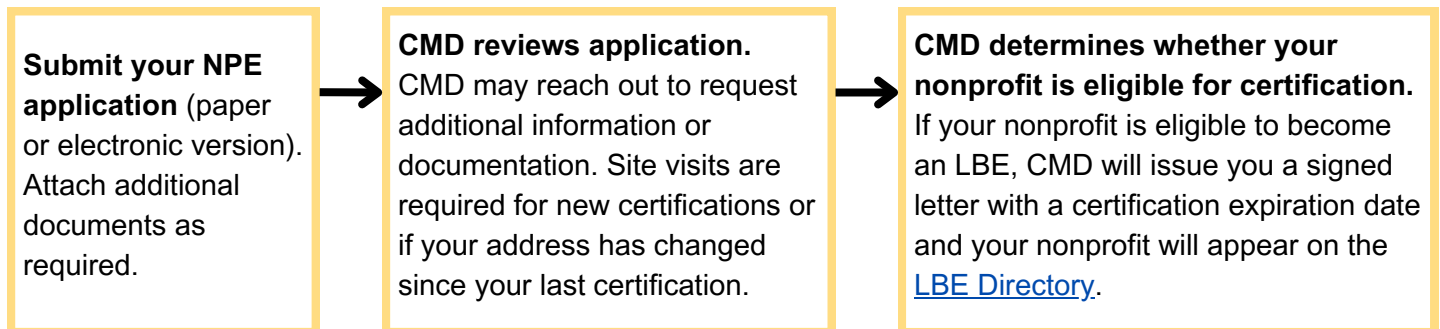 Submit your NPE
application (paper
or electronic version).
Attach additional
documents as
required.
CMD reviews application.
CMD may reach out to request
additional information or
documentation. Site visits are
required for new certifications or
if your address has changed
since your last certification.
CMD determines whether your
nonprofit is eligible for certification.
If your nonprofit is eligible to become
an LBE, CMD will issue you a signed
letter with a certification expiration date
and your nonprofit will appear on the
LBE Directory.